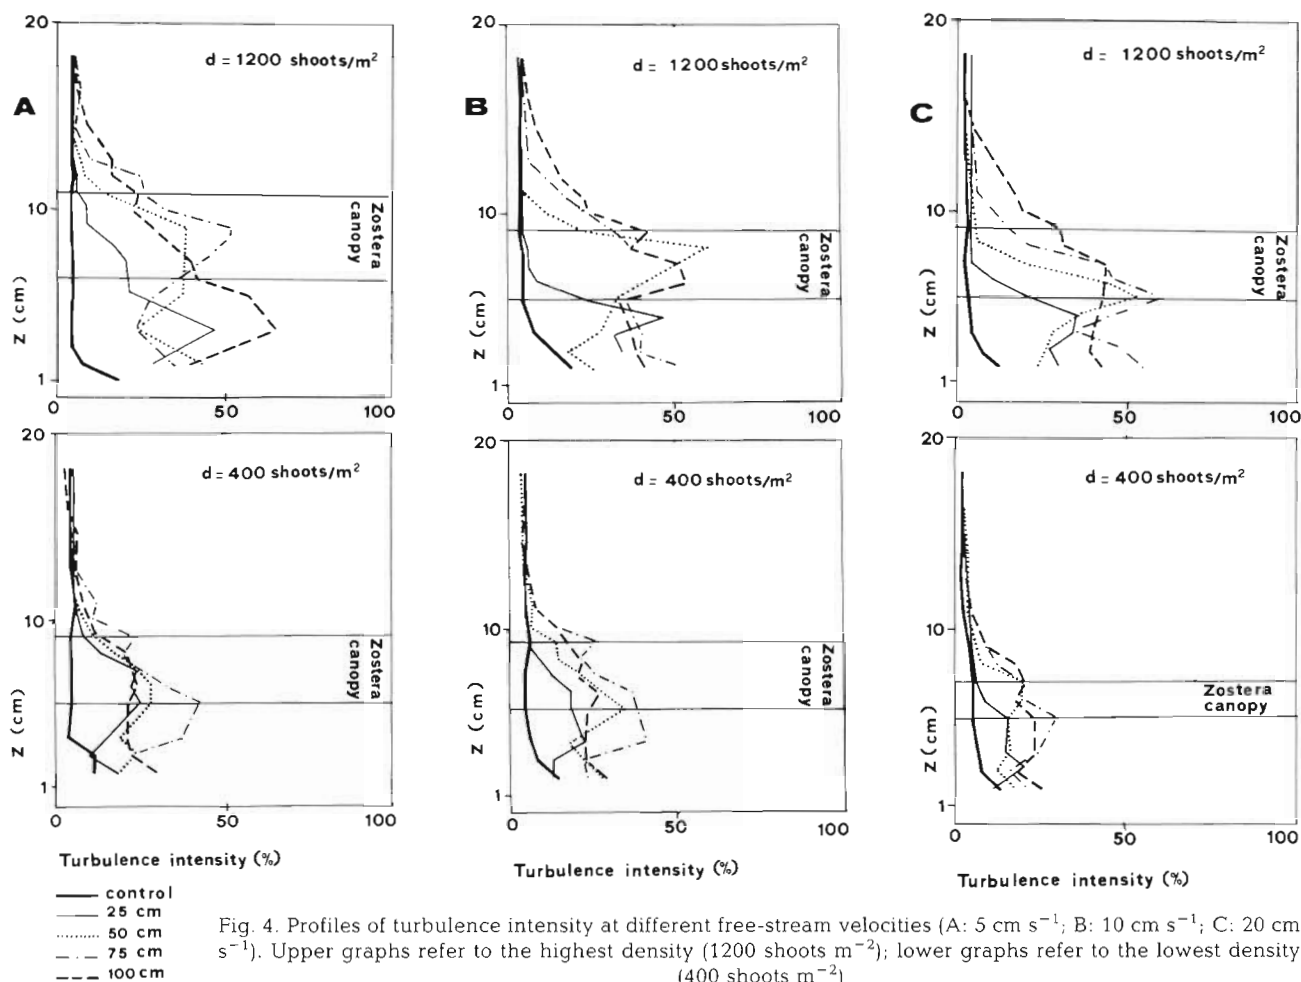 20
d = 1200 shoots/m²
A
Zostera
canopy
10
Z (cm)
1
0 50 100
20
d = 1200 shoots/m²
B
10
Zostera
canopy
Z (cm)
1
0 50 100
20
d = 1200 shoots/m²
C
10
Zostera
canopy
Z (cm)
1
0 50 100
20
d = 400 shoots/m²
10
Zostera
canopy
Z (cm)
1
0 50 100
Turbulence intensity (%)
20
d = 400 shoots/m²
10
Zostera
canopy
Z (cm)
1
0 50 100
Turbulence intensity (%)
20
d = 400 shoots/m²
10
Zostera
canopy
Z (cm)
1
0 50 100
Turbulence intensity (%)
control
25 cm
50 cm
75 cm
100 cm
Fig. 4. Profiles of turbulence intensity at different free-stream velocities (A: 5 cm s⁻¹; B: 10 cm s⁻¹; C: 20 cm
s⁻¹). Upper graphs refer to the highest density (1200 shoots m⁻²); lower graphs refer to the lowest density
(400 shoots m⁻²)